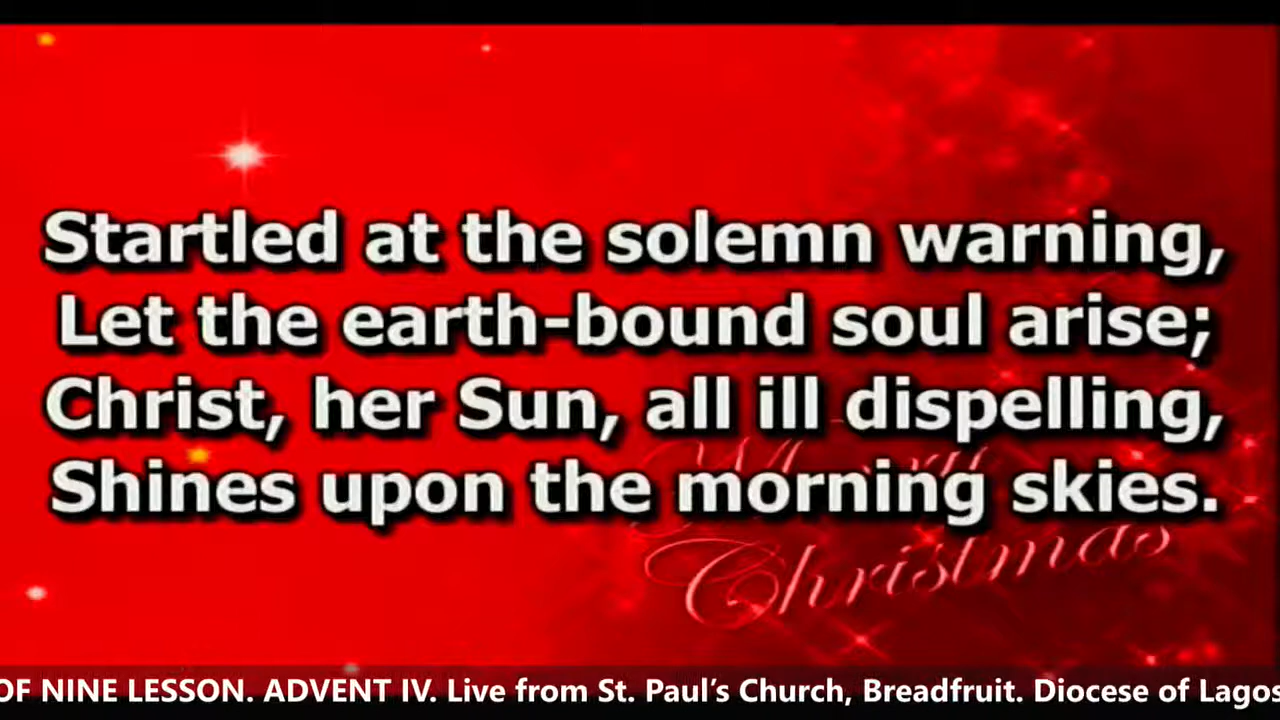 Startled at the solemn warning,
Let the earth-bound soul arise;
Christ, her Sun, all ill dispelling,
Shines upon the morning skies.
Christmas
OF NINE LESSON. ADVENT IV. Live from St. Paul’s Church, Breadfruit. Diocese of Lagos